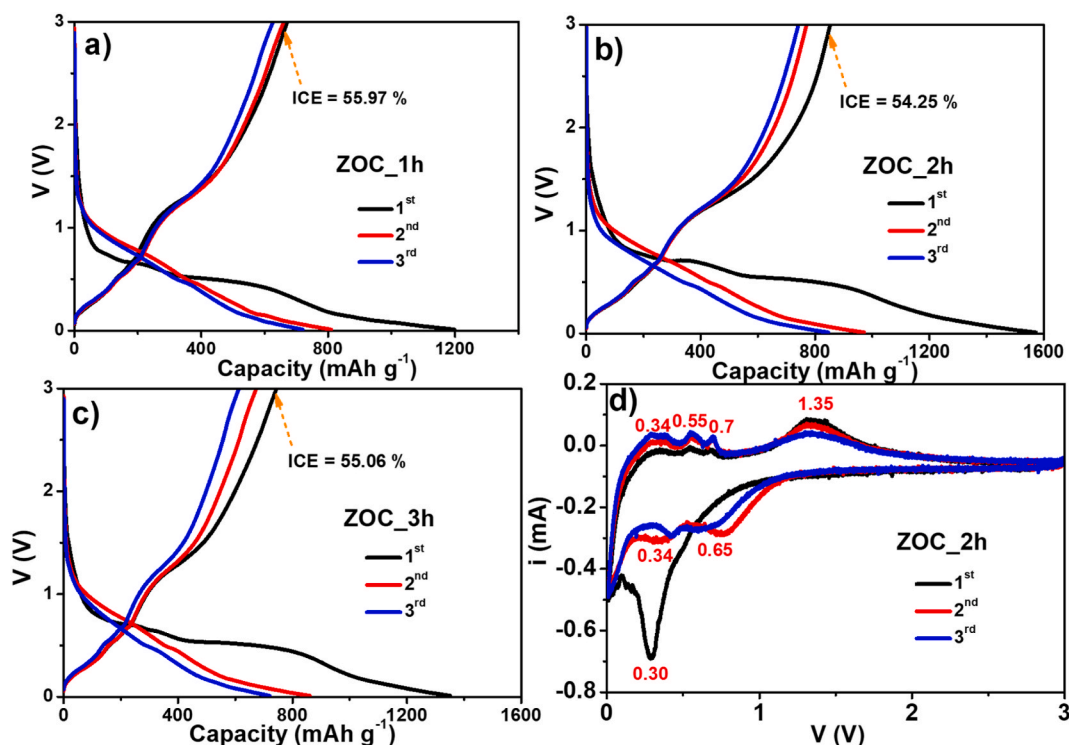 a)
3
2
1
0
V (V)
ICE = 55.97 %
ZOC_1h
1st
2nd
3rd
0 400 800 1200
Capacity (mAh g-1)
b)
3
2
1
0
V (V)
ICE = 54.25 %
ZOC_2h
1st
2nd
3rd
0 400 800 1200 1600
Capacity (mAh g-1)
c)
3
2
1
0
V (V)
ICE = 55.06 %
ZOC_3h
1st
2nd
3rd
0 400 800 1200 1600
Capacity (mAh g-1)
d)
0.2
0.0
-0.2
-0.4
-0.6
-0.8
i (mA)
0.34 0.55 0.7 1.35
0.34 0.65
0.30
ZOC_2h
1st
2nd
3rd
0 1 2 3
V (V)